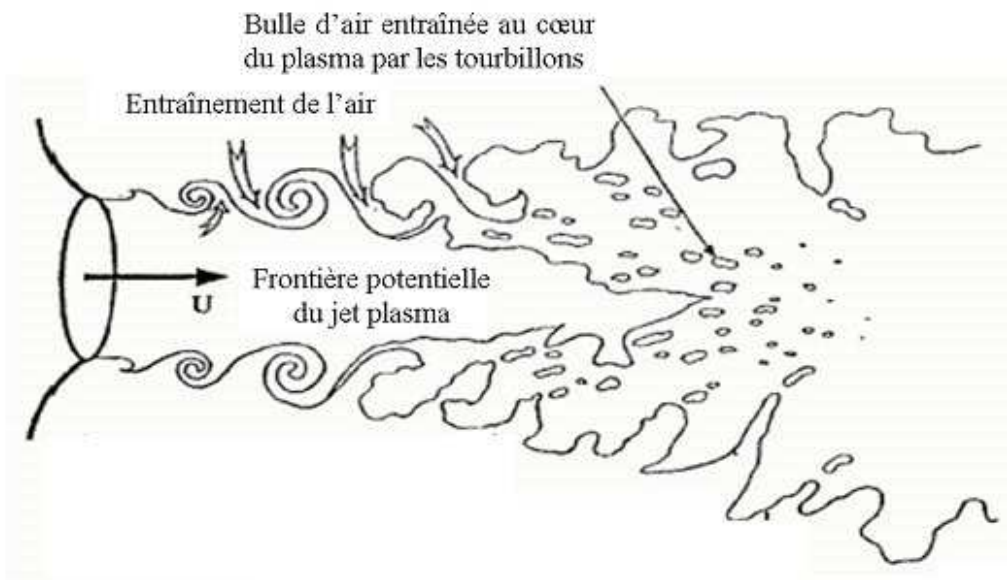 Bulle d'air entraînée au cœur
du plasma par les tourbillons
Entraînement de l'air
Frontière potentielle
du jet plasma
U